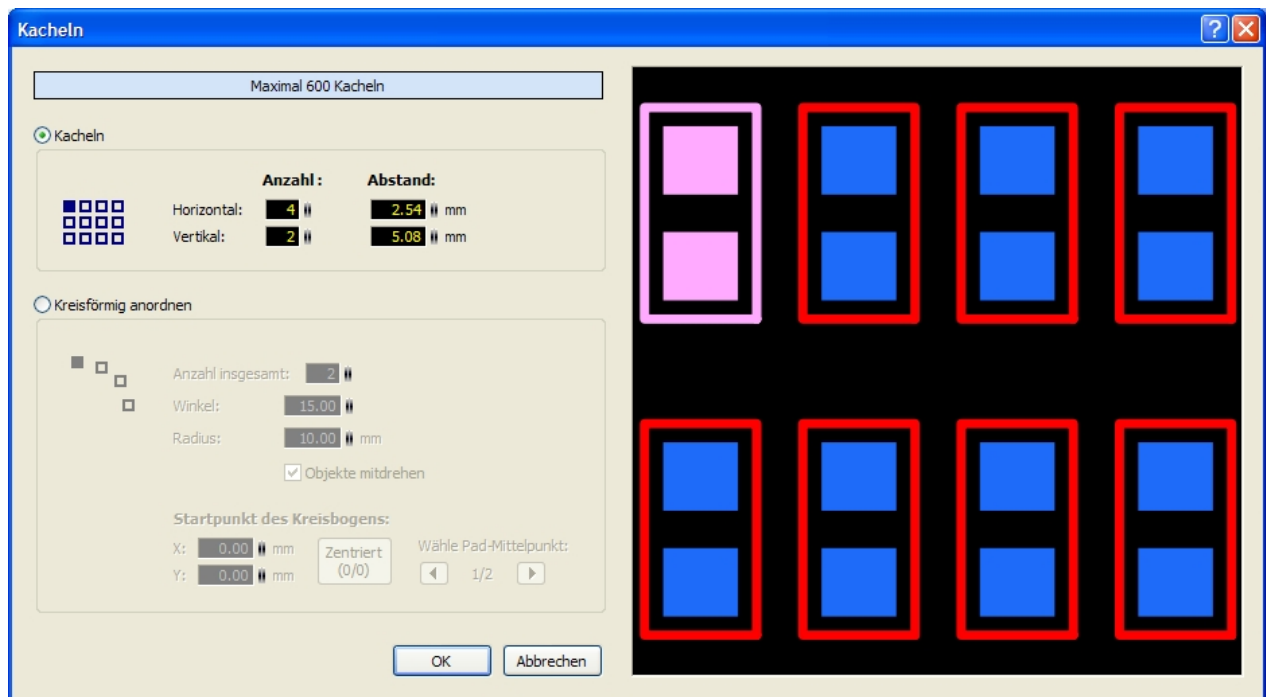 Kacheln
Maximal 600 Kacheln
Kacheln
Anzahl: Abstand:
Horizontal: 4 2.54 mm
Vertikal: 2 5.08 mm
Kreisförmig anordnen
Anzahl insgesamt: 2
Winkel: 15.00
Radius: 10.00 mm
Objekte mitdrehen
Startpunkt des Kreisbogens:
X: 0.00 mm
Y: 0.00 mm
Zentriert
(0/0)
Wähle Pad-Mittelpunkt:
1/2
OK Abbrechen